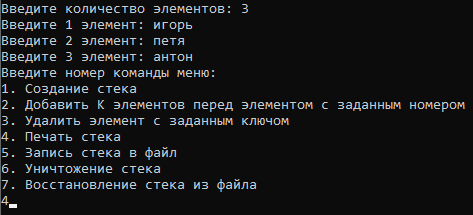 Введите количество элементов: 3
Введите 1 элемент: игорь
Введите 2 элемент: петя
Введите 3 элемент: антон
Введите номер команды меню:
1. Создание стека
2. Добавить К элементов перед элементом с заданным номером
3. Удалить элемент с заданным ключом
4. Печать стека
5. Запись стека в файл
6. Уничтожение стека
7. Восстановление стека из файла
4